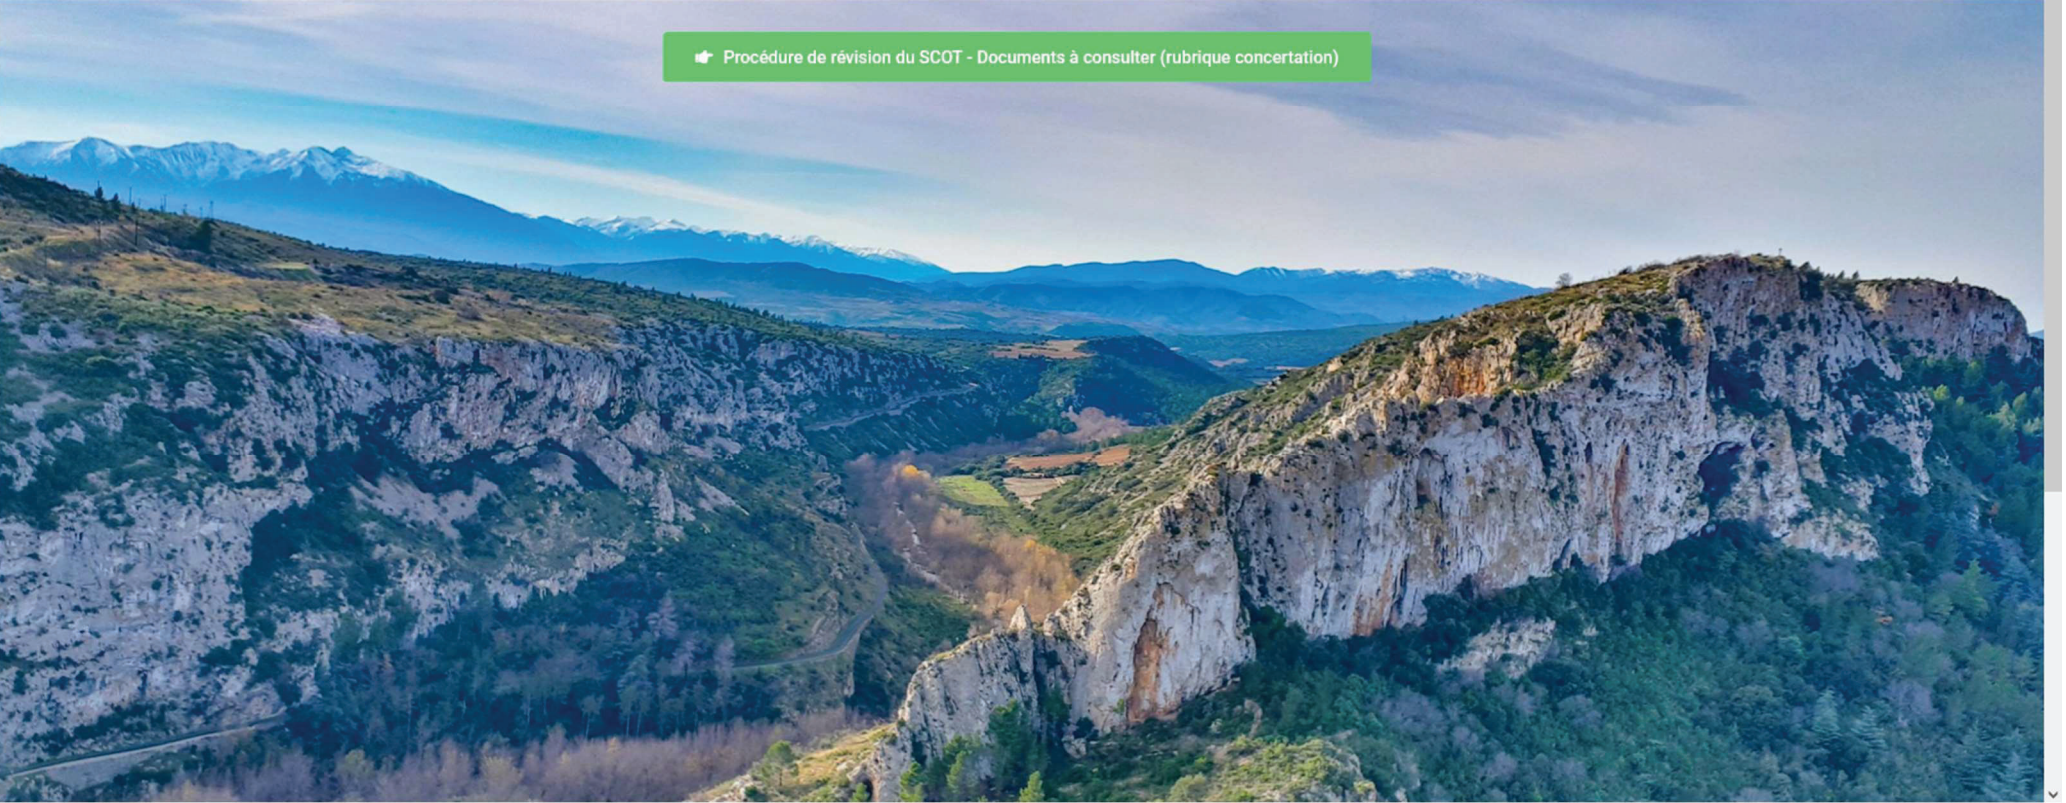 Procédure de révision du SCOT - Documents à consulter (rubrique concertation)